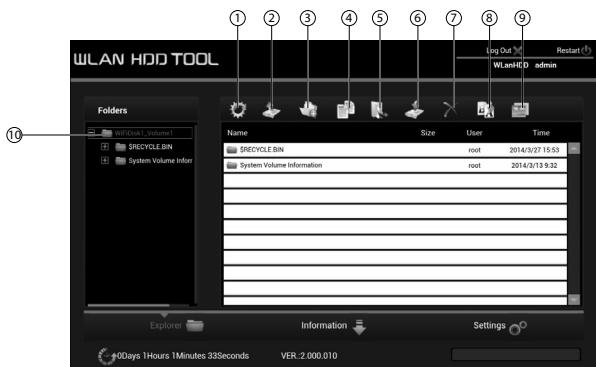 ① ② ③ ④ ⑤ ⑥ ⑦ ⑧ ⑨
WLAN HDD TOOL
Log Out Restart
WLanHDD admin
Folders
⑩
WiFiDisk1_Volume1
$RECYCLE.BIN
System Volume Inforr
Name Size User Time
$RECYCLE.BIN root 2014/3/27 15:53
System Volume Information root 2014/3/13 9:32
Explorer Information Settings
0Days 1Hours 1Minutes 33Seconds VER.:2.000.010